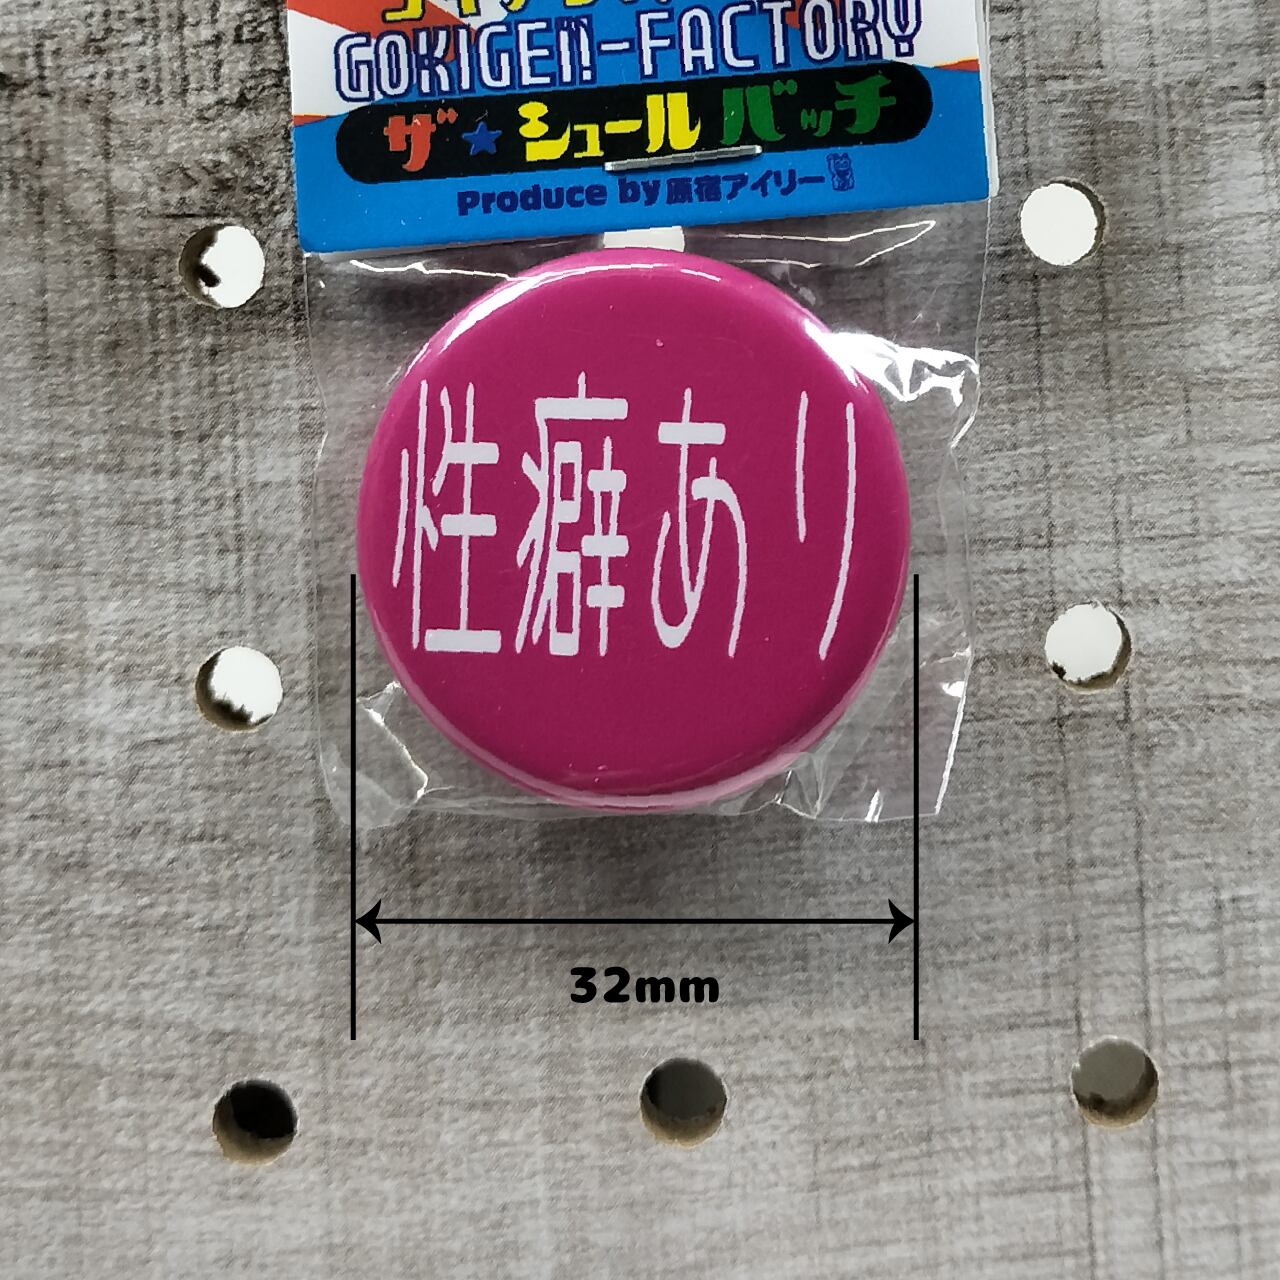 GOKIGEN-FACTORY
ザ★シュールバッチ
Produce by 原宿アイリー
性癖あり
32mm